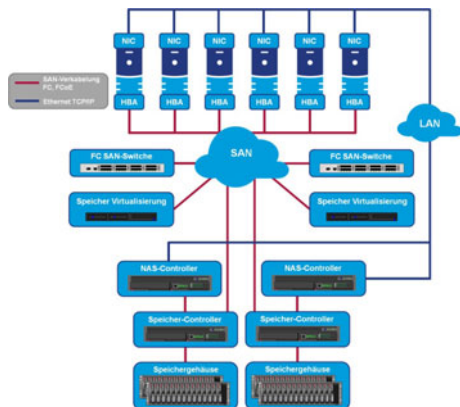 NIC NIC NIC NIC NIC NIC
SAN-Verkabelung
FC, FCoE
Ethernet TCP/IP
HBA HBA HBA HBA HBA HBA
LAN
SAN
FC SAN-Switche
FC SAN-Switche
Speicher Virtualisierung
Speicher Virtualisierung
NAS-Controller
NAS-Controller
Speicher-Controller
Speicher-Controller
Speichergehäuse
Speichergehäuse